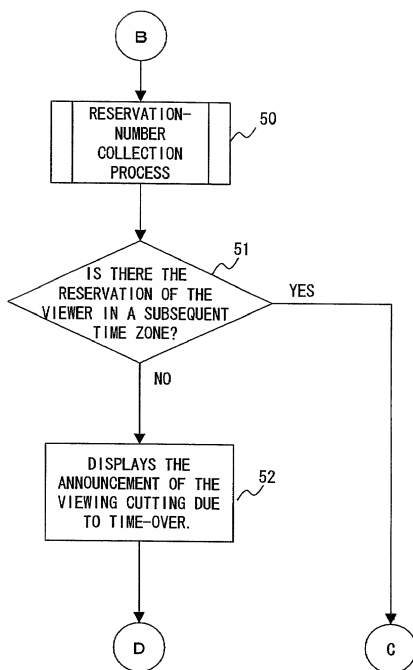 B
RESERVATION-
NUMBER
COLLECTION
PROCESS
50
51
IS THERE THE
RESERVATION OF THE
VIEWER IN A SUBSEQUENT
TIME ZONE?
YES
NO
DISPLAYS THE
ANNOUNCEMENT OF THE
VIEWING CUTTING DUE
TO TIME-OVER.
52
D
C